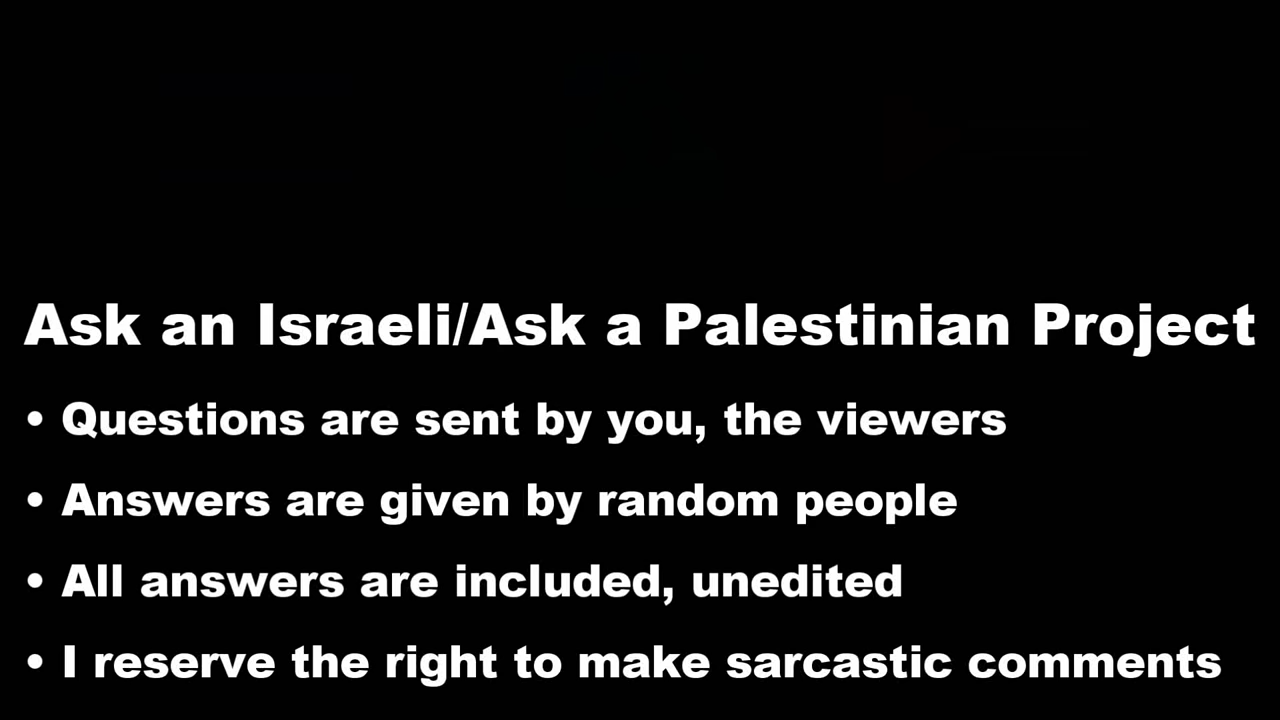 Ask an Israeli/Ask a Palestinian Project
• Questions are sent by you, the viewers
• Answers are given by random people
• All answers are included, unedited
• I reserve the right to make sarcastic comments